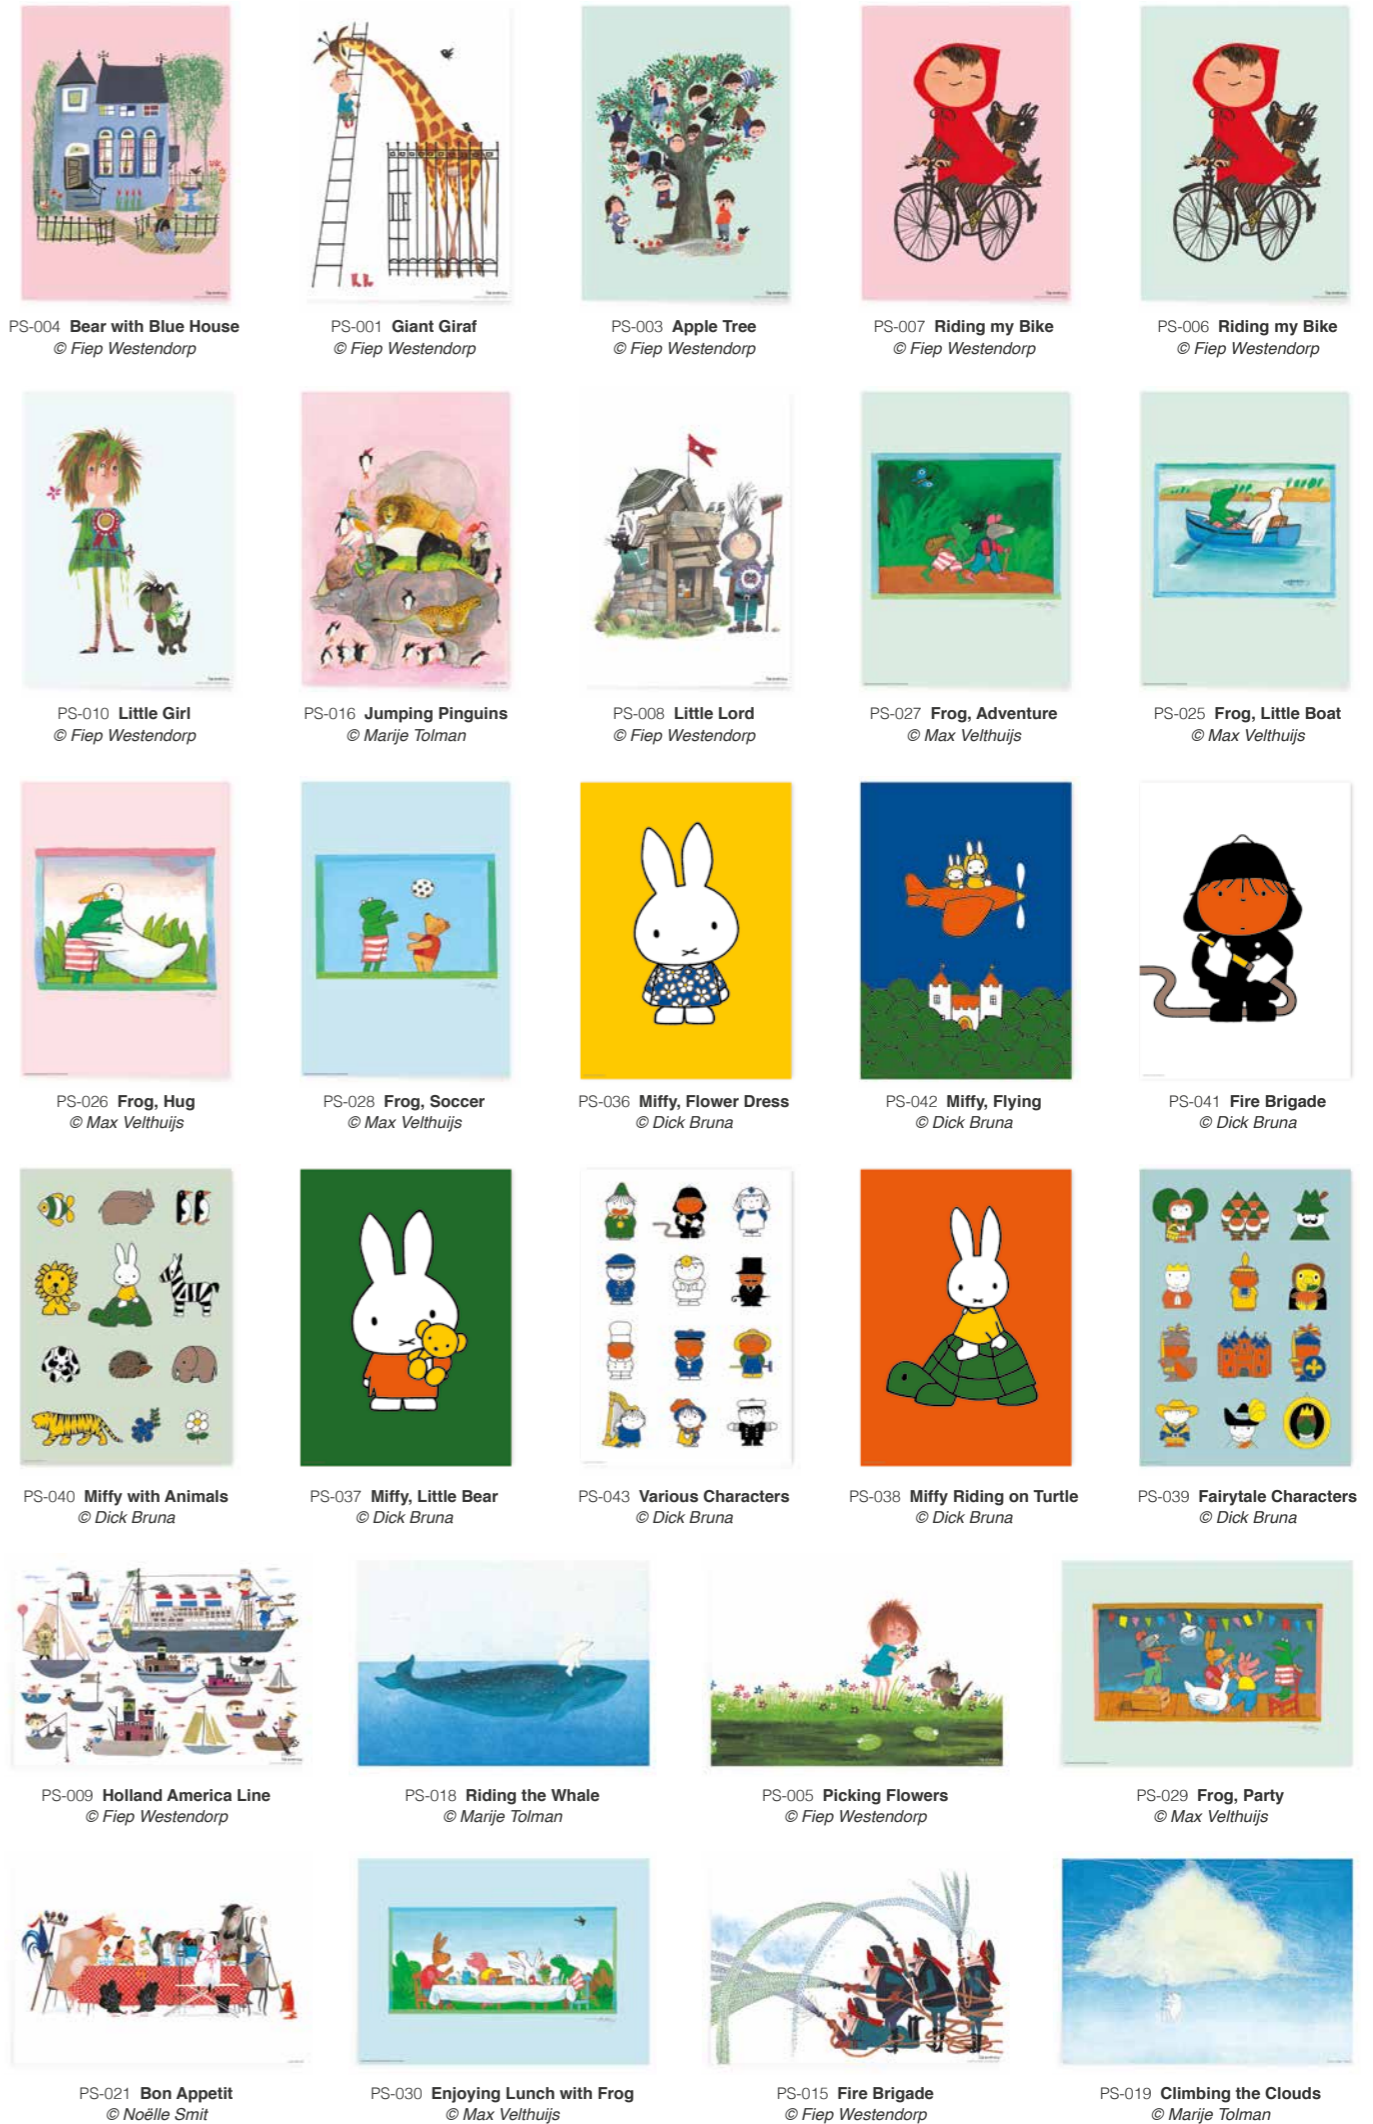 PS-004 Bear with Blue House
© Fiep Westendorp
PS-001 Giant Giraf
© Fiep Westendorp
PS-003 Apple Tree
© Fiep Westendorp
PS-007 Riding my Bike
© Fiep Westendorp
PS-006 Riding my Bike
© Fiep Westendorp
PS-010 Little Girl
© Fiep Westendorp
PS-016 Jumping Pinguins
© Marije Tolman
PS-008 Little Lord
© Fiep Westendorp
PS-027 Frog, Adventure
© Max Velthuijs
PS-025 Frog, Little Boat
© Max Velthuijs
PS-026 Frog, Hug
© Max Velthuijs
PS-028 Frog, Soccer
© Max Velthuijs
PS-036 Miffy, Flower Dress
© Dick Bruna
PS-042 Miffy, Flying
© Dick Bruna
PS-041 Fire Brigade
© Dick Bruna
PS-040 Miffy with Animals
© Dick Bruna
PS-037 Miffy, Little Bear
© Dick Bruna
PS-043 Various Characters
© Dick Bruna
PS-038 Miffy Riding on Turtle
© Dick Bruna
PS-039 Fairytale Characters
© Dick Bruna
PS-009 Holland America Line
© Fiep Westendorp
PS-018 Riding the Whale
© Marije Tolman
PS-005 Picking Flowers
© Fiep Westendorp
PS-029 Frog, Party
© Max Velthuijs
PS-021 Bon Appetit
© Noëlle Smit
PS-030 Enjoying Lunch with Frog
© Max Velthuijs
PS-015 Fire Brigade
© Fiep Westendorp
PS-019 Climbing the Clouds
© Marije Tolman